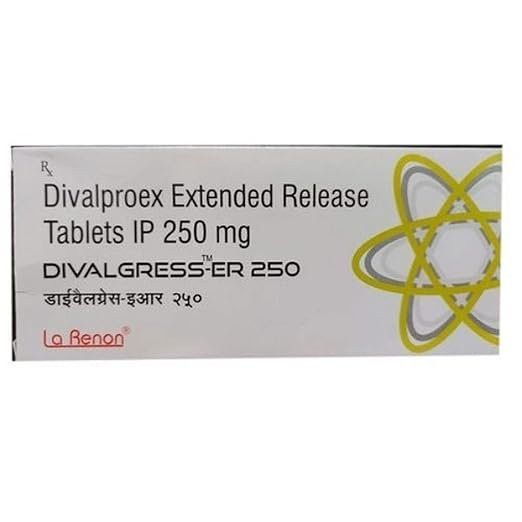 Rx
Divalproex Extended Release
Tablets IP 250 mg
DIVALGRESS™-ER 250
डाईवैलग्रेस-इआर २५०
La Renon®